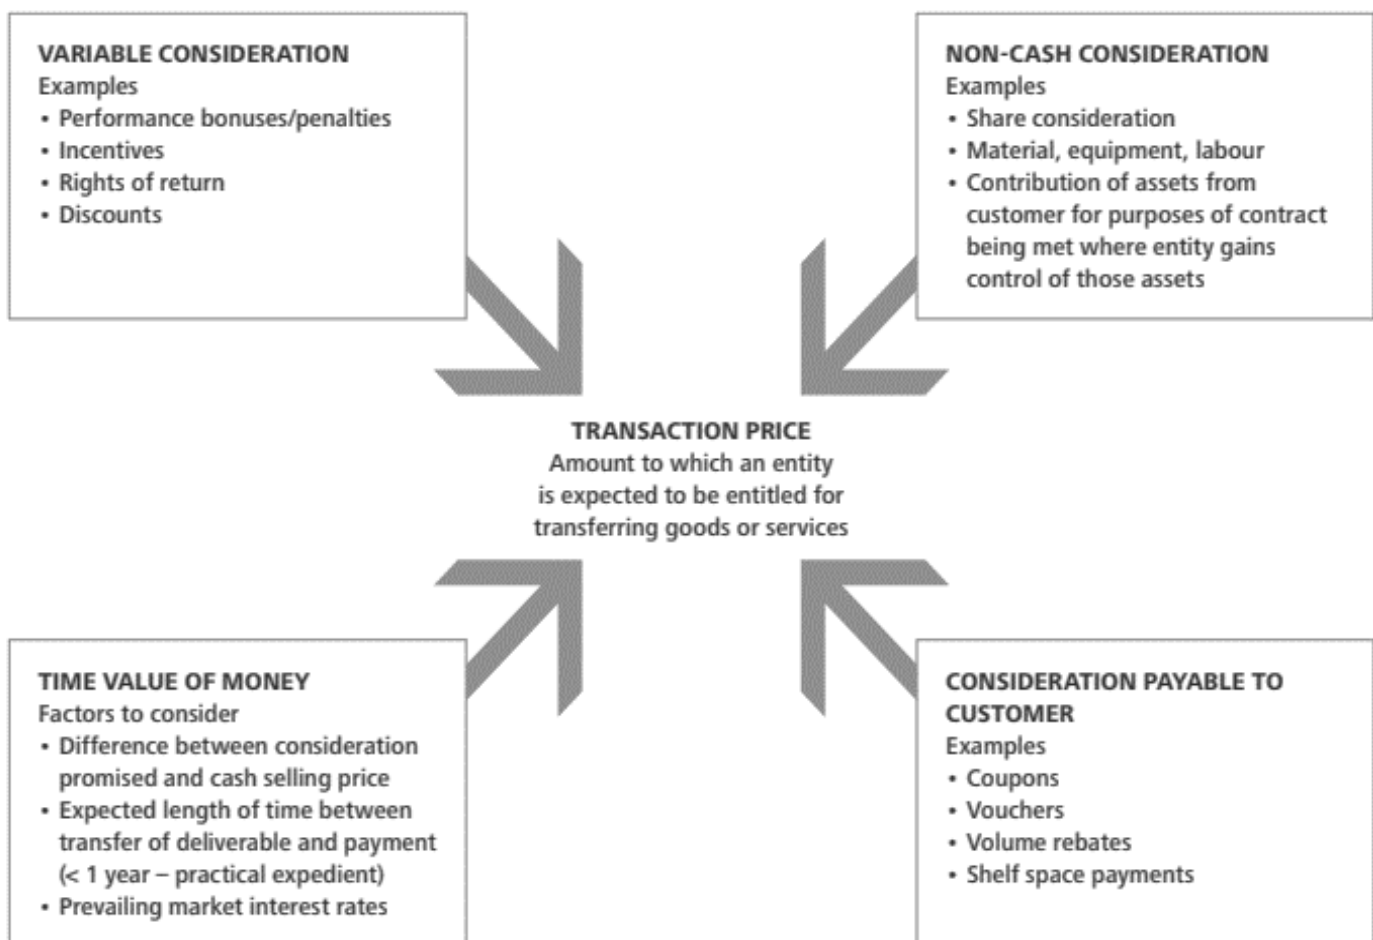 VARIABLE CONSIDERATION
Examples
• Performance bonuses/penalties
• Incentives
• Rights of return
• Discounts
NON-CASH CONSIDERATION
Examples
• Share consideration
• Material, equipment, labour
• Contribution of assets from
customer for purposes of contract
being met where entity gains
control of those assets
TRANSACTION PRICE
Amount to which an entity
is expected to be entitled for
transferring goods or services
TIME VALUE OF MONEY
Factors to consider
• Difference between consideration
promised and cash selling price
• Expected length of time between
transfer of deliverable and payment
(< 1 year – practical expedient)
• Prevailing market interest rates
CONSIDERATION PAYABLE TO
CUSTOMER
Examples
• Coupons
• Vouchers
• Volume rebates
• Shelf space payments